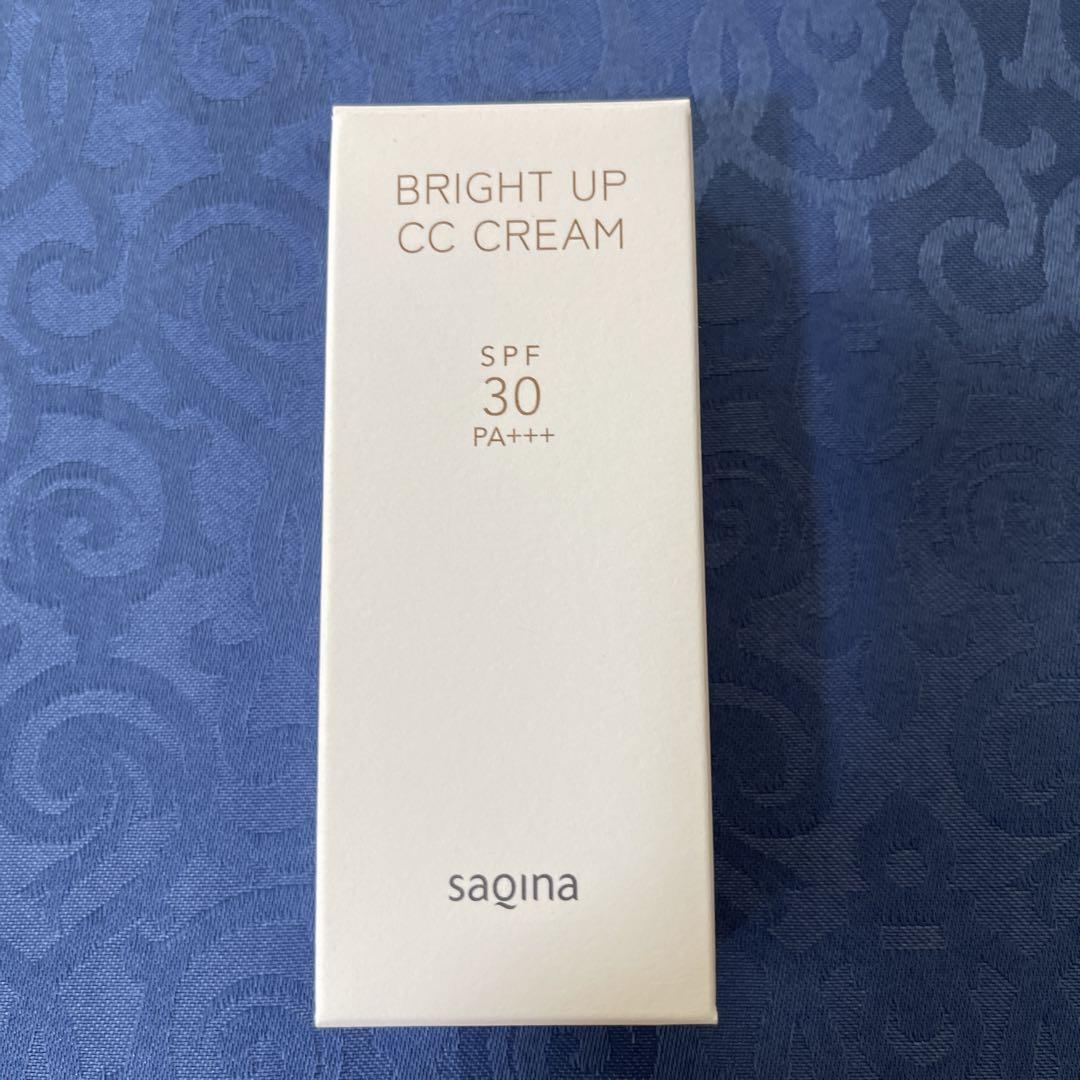 BRIGHT UP
CC CREAM
SPF
30
PA+++
saqina